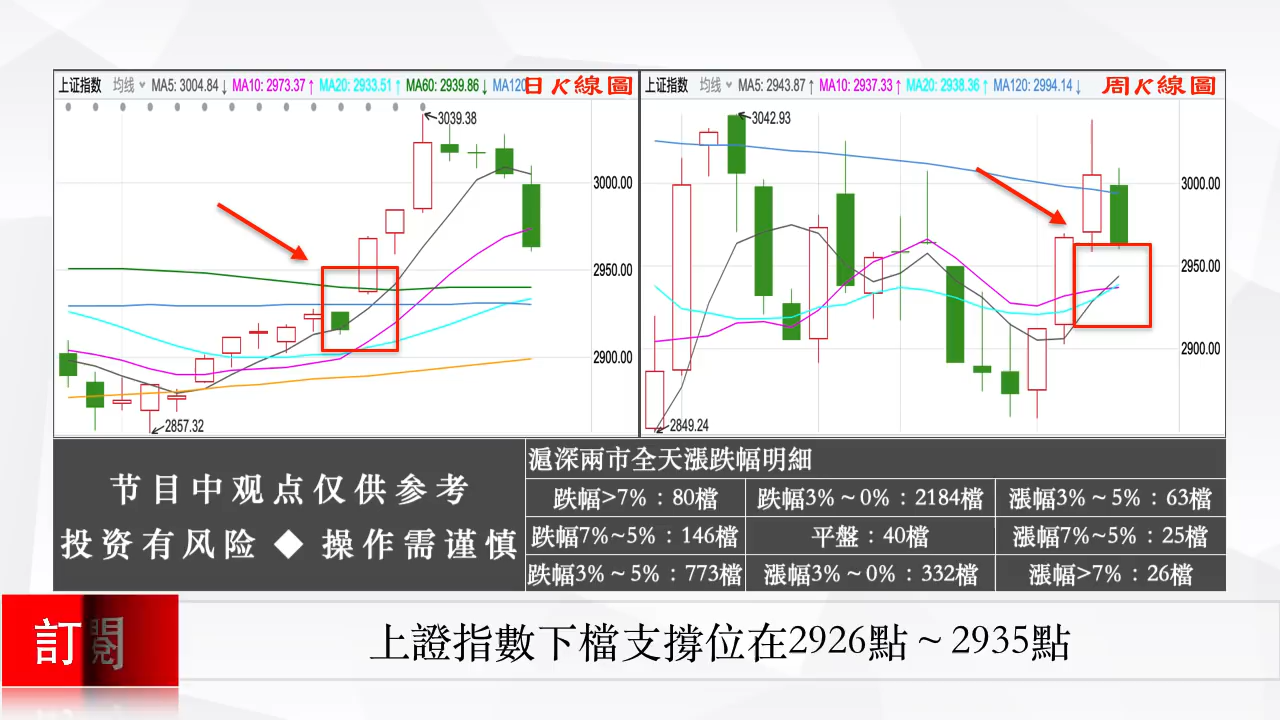 上证指数 均线 MA5: 3004.84↓ MA10: 2973.37↑ MA20: 2933.51↑ MA60: 2939.86↓ MA120 日K線圖
3039.38
3000.00
2950.00
2900.00
2857.32
上证指数 均线 MA5: 2943.87↑ MA10: 2937.33↑ MA20: 2938.36↑ MA120: 2994.14↓ 周K線圖
3042.93
3000.00
2950.00
2900.00
2849.24
节目中观点仅供参考
投资有风险 ◆ 操作需谨慎
滬深兩市全天漲跌幅明細
跌幅>7%：80檔 跌幅3%~0%：2184檔 漲幅3%~5%：63檔
跌幅7%~5%：146檔 平盤：40檔 漲幅7%~5%：25檔
跌幅3%~5%：773檔 漲幅3%~0%：332檔 漲幅>7%：26檔
訂閱
上證指數下檔支撐位在2926點~2935點